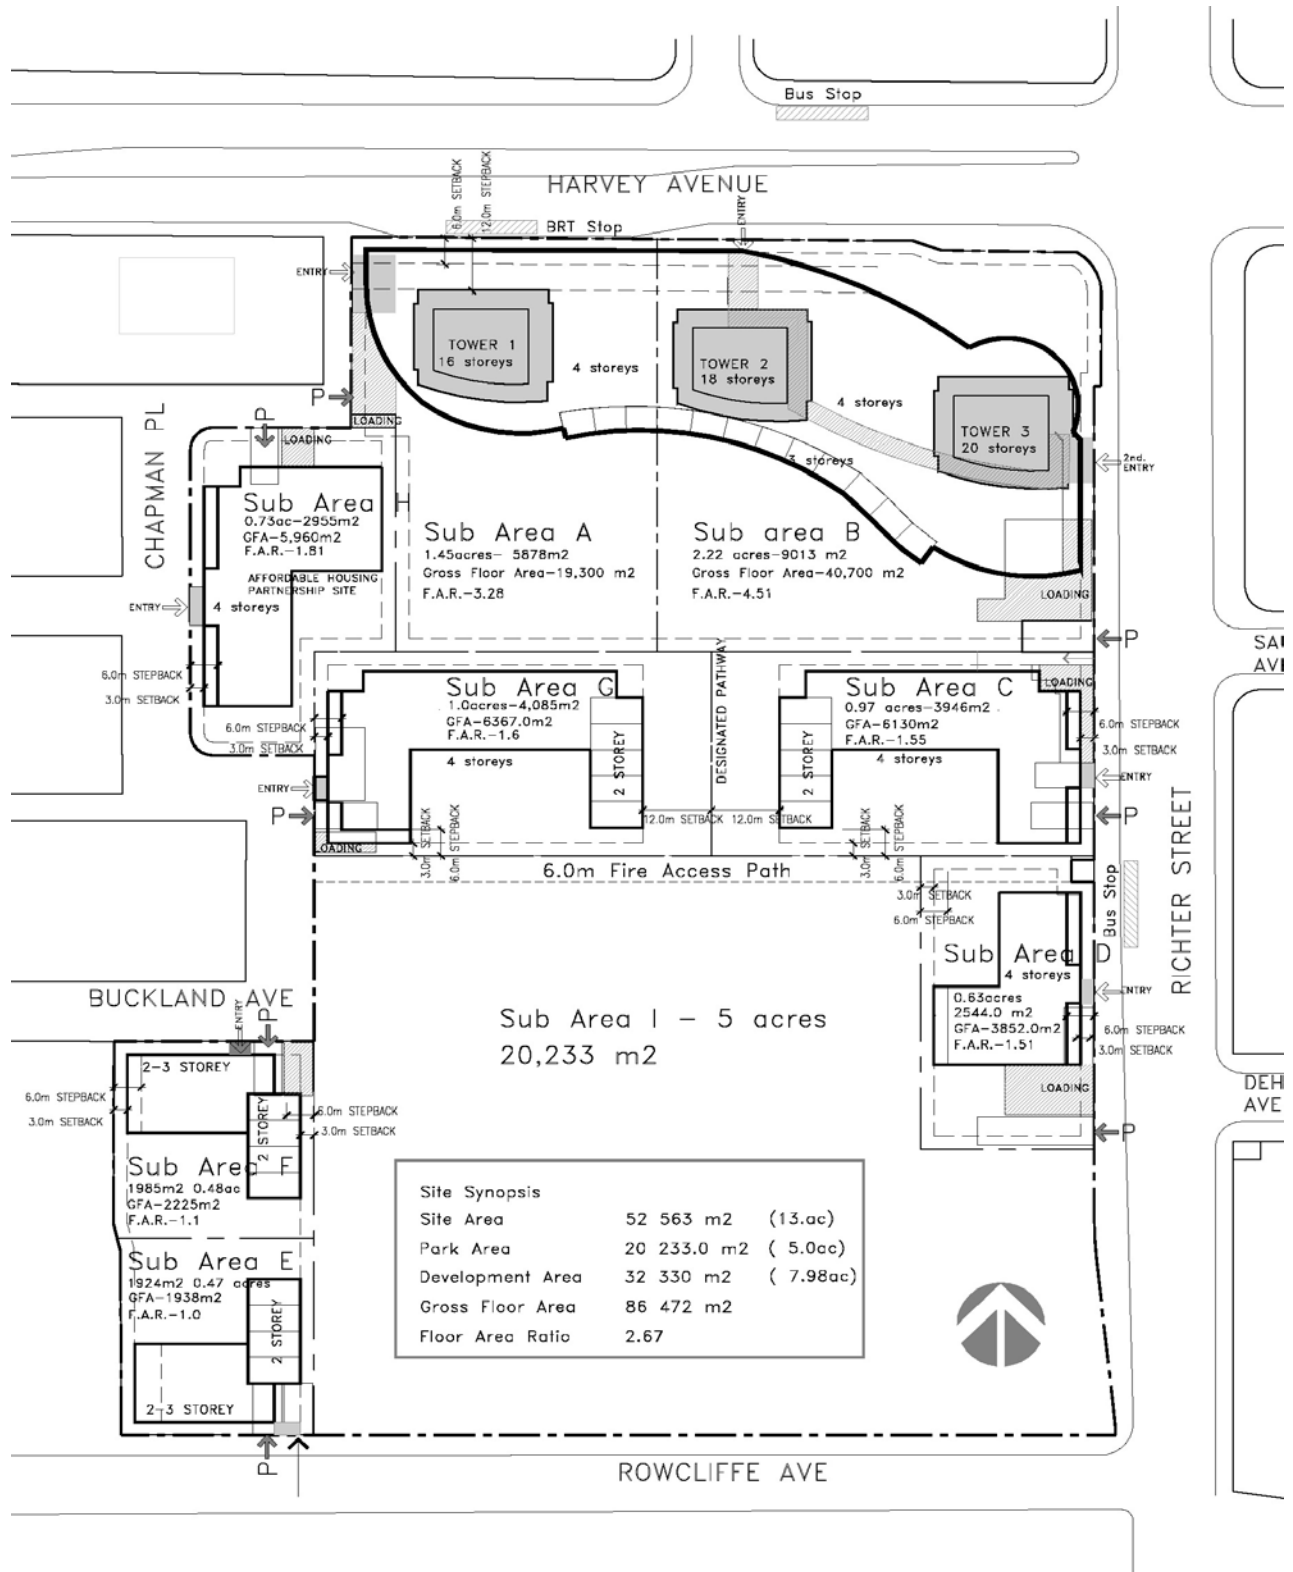 Bus Stop
HARVEY AVENUE
6.0m SETBACK
12.0m STEPBACK
BRT Stop
ENTRY
ENTRY
TOWER 1
16 storeys
4 storeys
TOWER 2
18 storeys
4 storeys
TOWER 3
20 storeys
3 storeys
2nd.
ENTRY
P
LOADING
P
LOADING
CHAPMAN PL
Sub Area H
0.73ac-2955m2
GFA-5,960m2
F.A.R.-1.81
AFFORDABLE HOUSING
PARTNERSHIP SITE
4 storeys
ENTRY
6.0m STEPBACK
3.0m SETBACK
Sub Area A
1.45acres- 5878m2
Gross Floor Area-19,300 m2
F.A.R.-3.28
Sub area B
2.22 acres-9013 m2
Gross Floor Area-40,700 m2
F.A.R.-4.51
LOADING
P
SAU
AVE
DESIGNATED PATHWAY
Sub Area G
1.0acres-4,085m2
GFA-6367.0m2
F.A.R.-1.6
4 storeys
2 STOREY
6.0m STEPBACK
3.0m SETBACK
ENTRY
P
LOADING
Sub Area C
0.97 acres-3946m2
GFA-6130m2
F.A.R.-1.55
4 storeys
2 STOREY
LOADING
6.0m STEPBACK
3.0m SETBACK
ENTRY
P
12.0m SETBACK
12.0m SETBACK
3.0m SETBACK
6.0m STEPBACK
3.0m SETBACK
6.0m STEPBACK
6.0m Fire Access Path
RICHTER STREET
Bus Stop
3.0m SETBACK
6.0m STEPBACK
Sub Area D
4 storeys
0.63acres
2544.0 m2
GFA-3852.0m2
F.A.R.-1.51
ENTRY
6.0m STEPBACK
3.0m SETBACK
LOADING
P
DEH
AVE
Sub Area I - 5 acres
20,233 m2
BUCKLAND AVE
ENTRY
P
2-3 STOREY
6.0m STEPBACK
3.0m SETBACK
2 STOREY
6.0m STEPBACK
3.0m SETBACK
Sub Area F
1985m2 0.48ac
GFA-2225m2
F.A.R.-1.1
Sub Area E
1924m2 0.47 acres
GFA-1938m2
F.A.R.-1.0
2 STOREY
2-3 STOREY
P
Site Synopsis
Site Area 52 563 m2 (13.ac)
Park Area 20 233.0 m2 ( 5.0ac)
Development Area 32 330 m2 ( 7.98ac)
Gross Floor Area 86 472 m2
Floor Area Ratio 2.67
ROWCLIFFE AVE